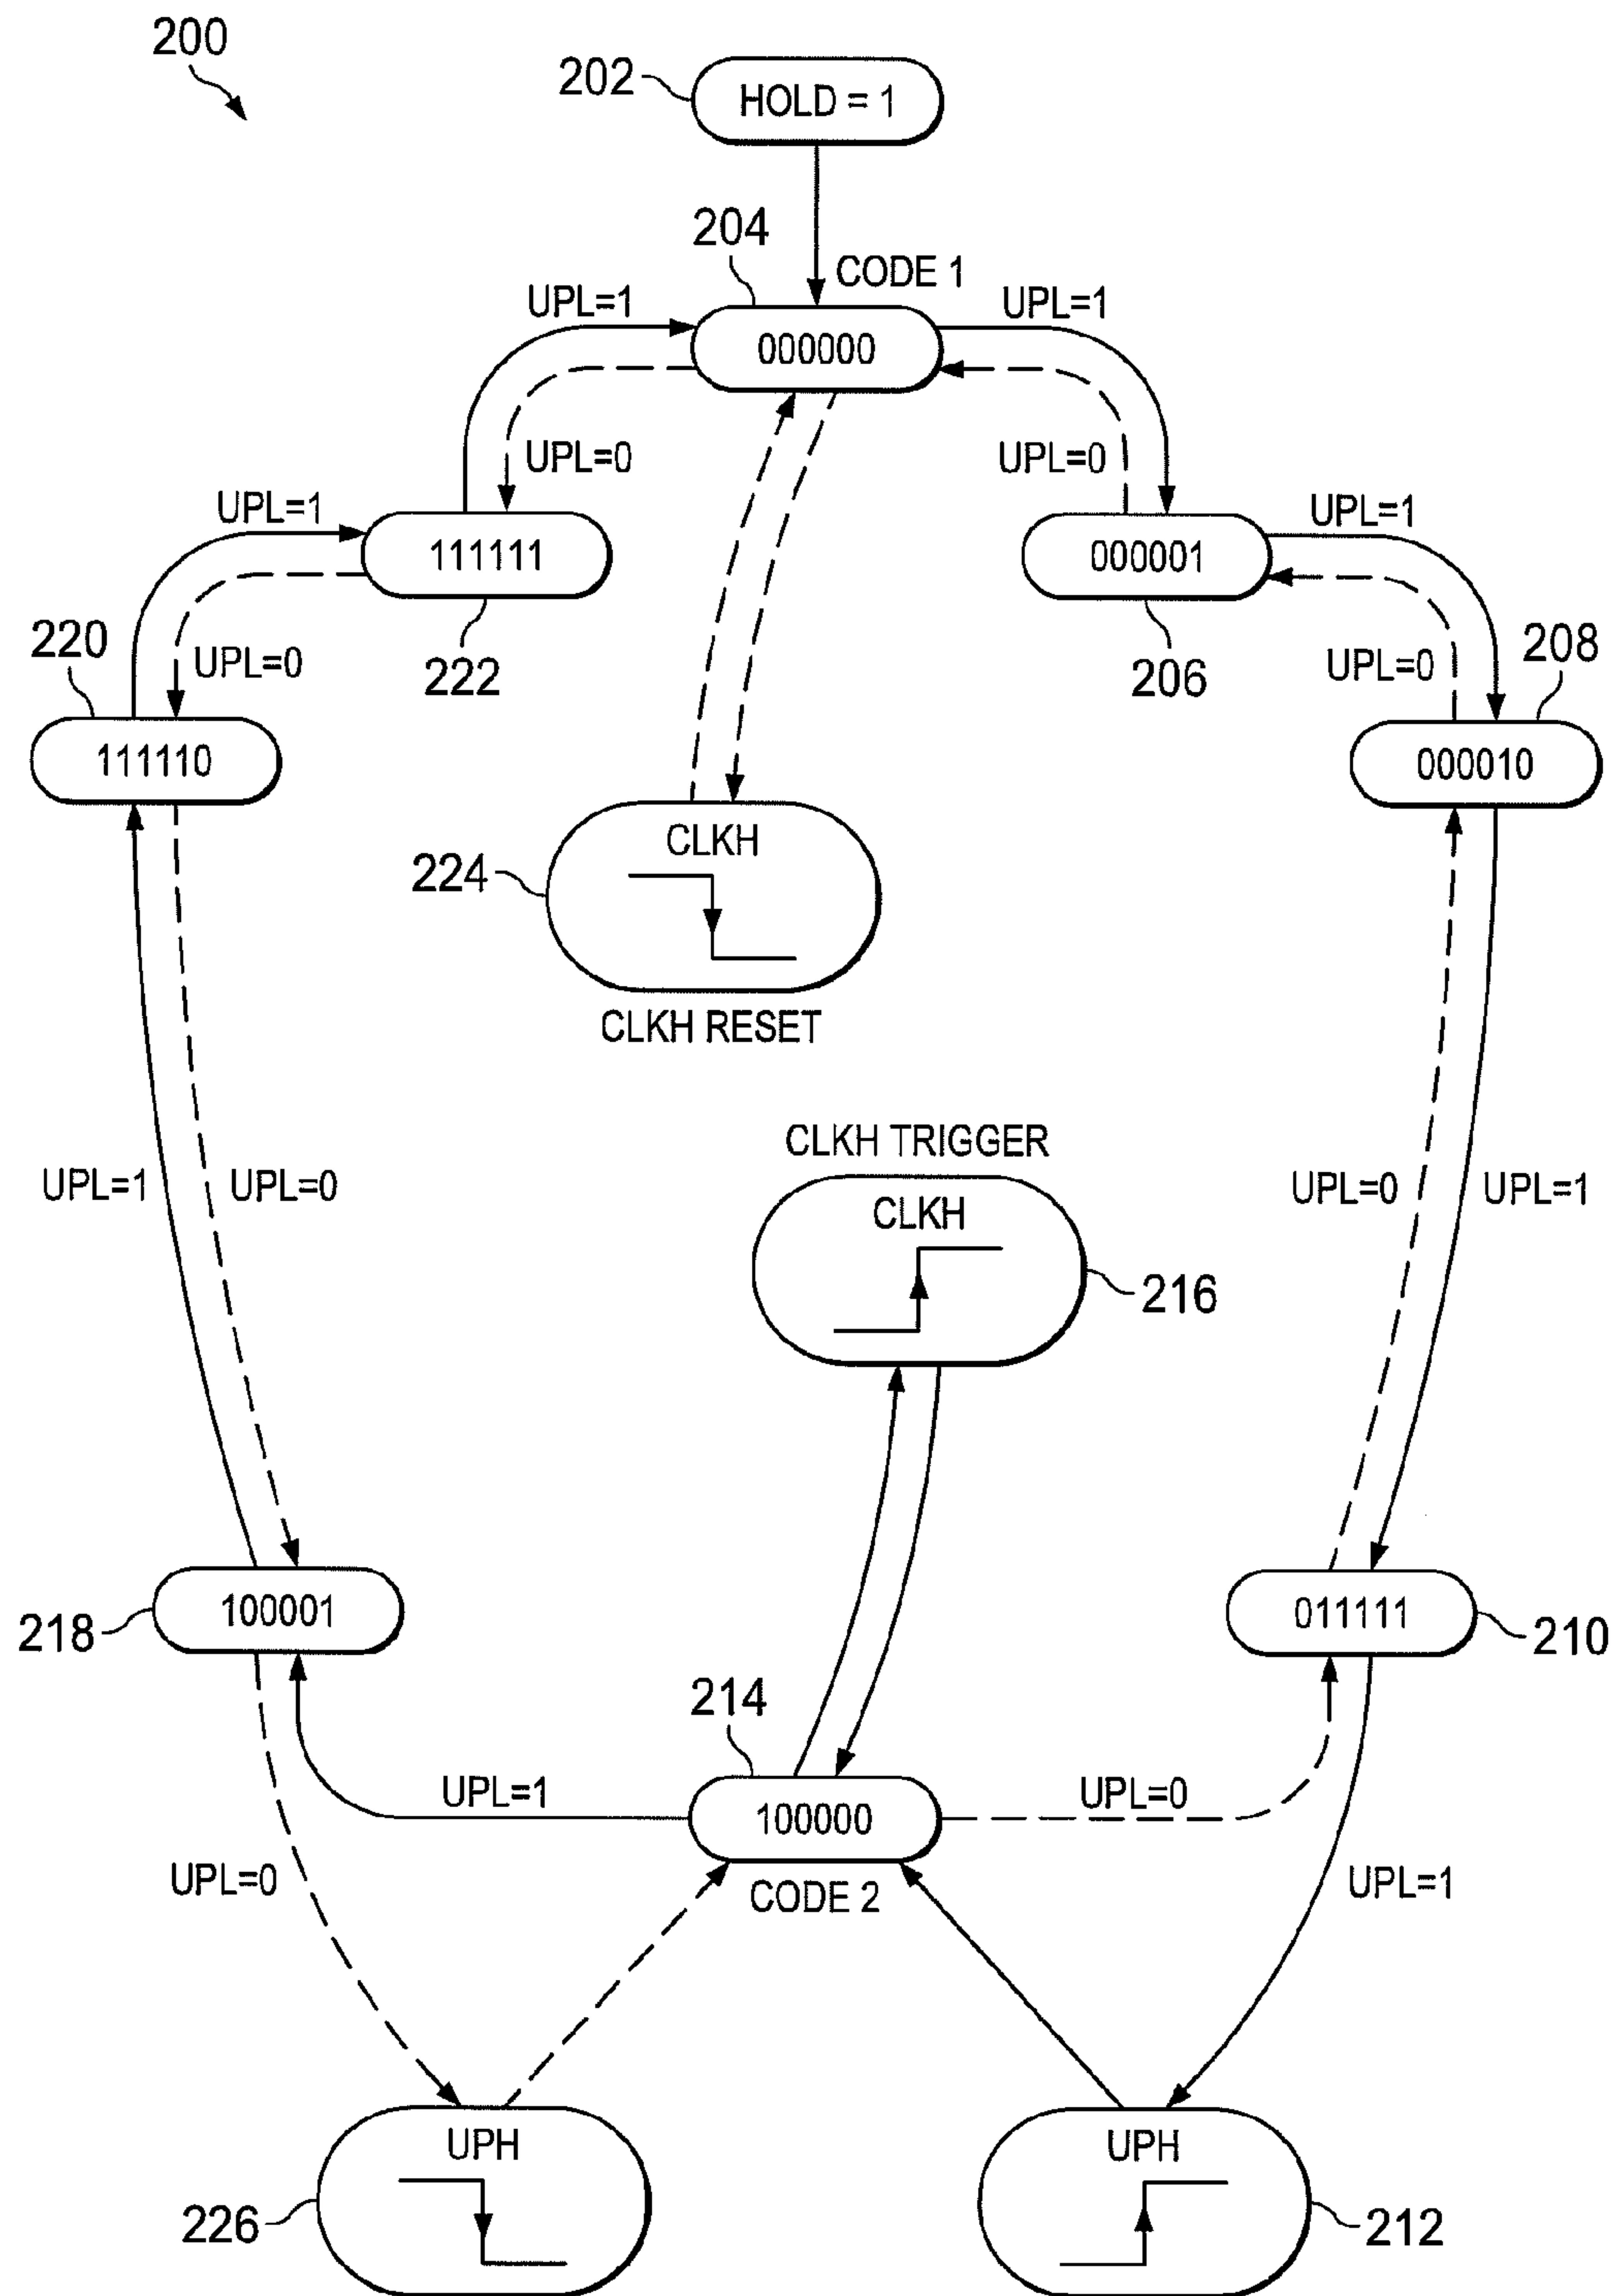 200
202
HOLD = 1
204
CODE 1
UPL=1
000000
UPL=1
UPL=0
UPL=0
UPL=1
111111
000001
UPL=1
220
222
206
208
UPL=0
UPL=0
111110
000010
CLKH
224
CLKH RESET
CLKH TRIGGER
UPL=1
UPL=0
UPL=0
UPL=1
CLKH
216
218
100001
011111
210
214
UPL=1
100000
UPL=0
UPL=0
CODE 2
UPL=1
UPH
UPH
226
212